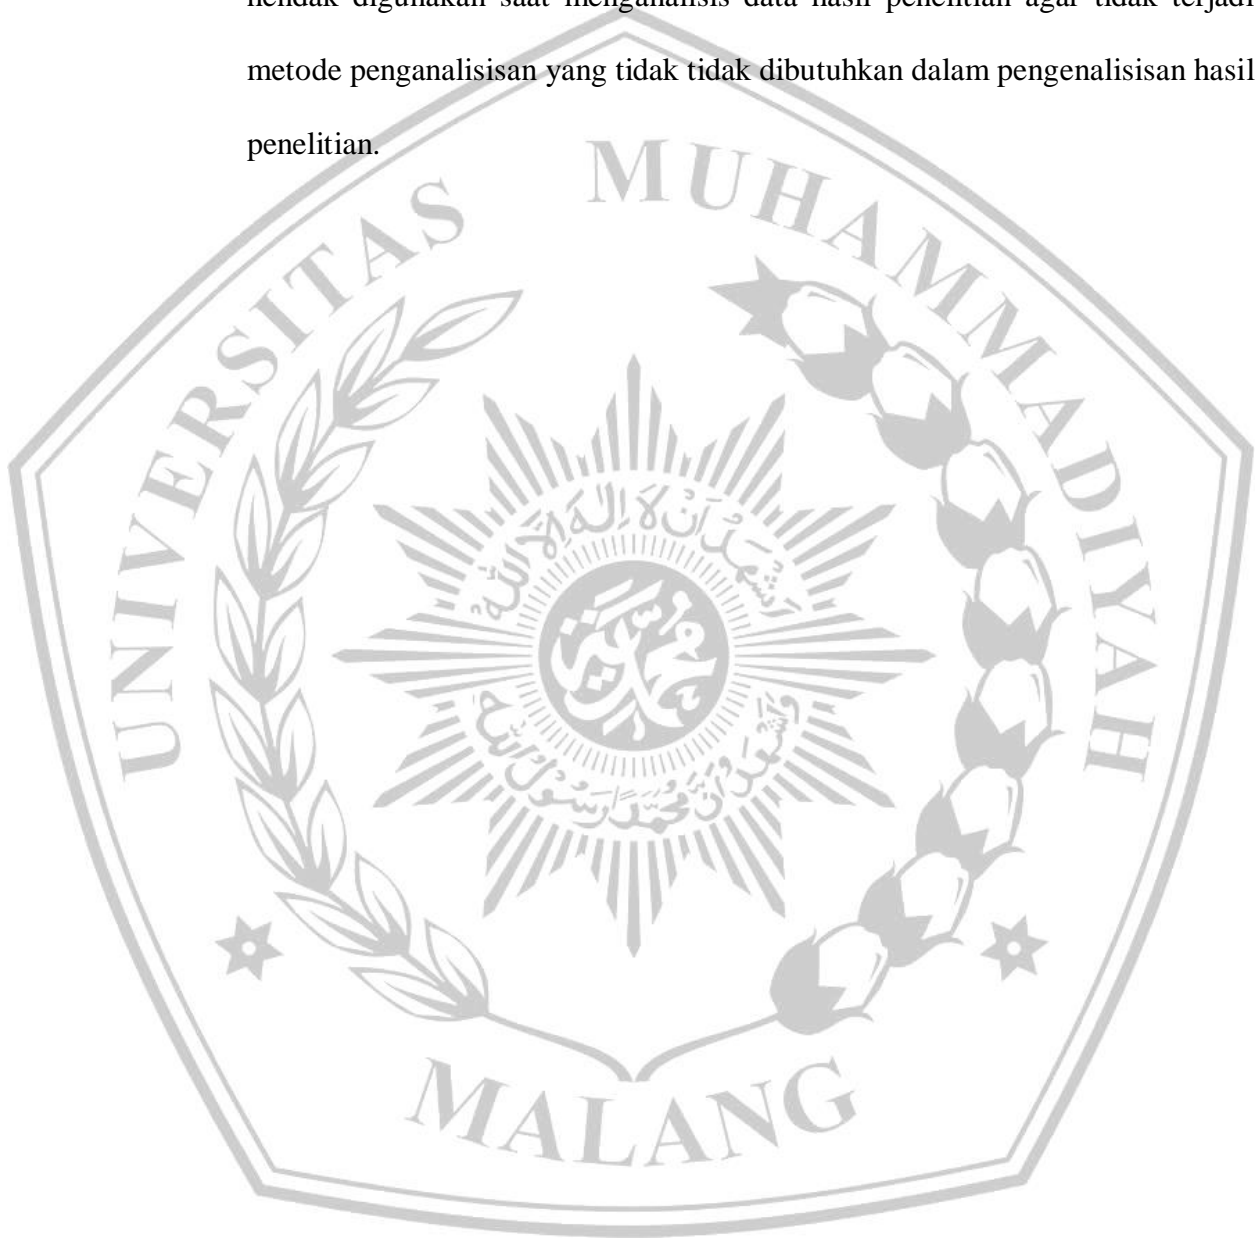 hendak digunakan saat menganalisis data hasil penelitian agar tidak terjadi
metode penganalisisan yang tidak tidak dibutuhkan dalam pengenalisisan hasil
penelitian.
UNIVERSITAS MUHAMMADIYAH
MALANG